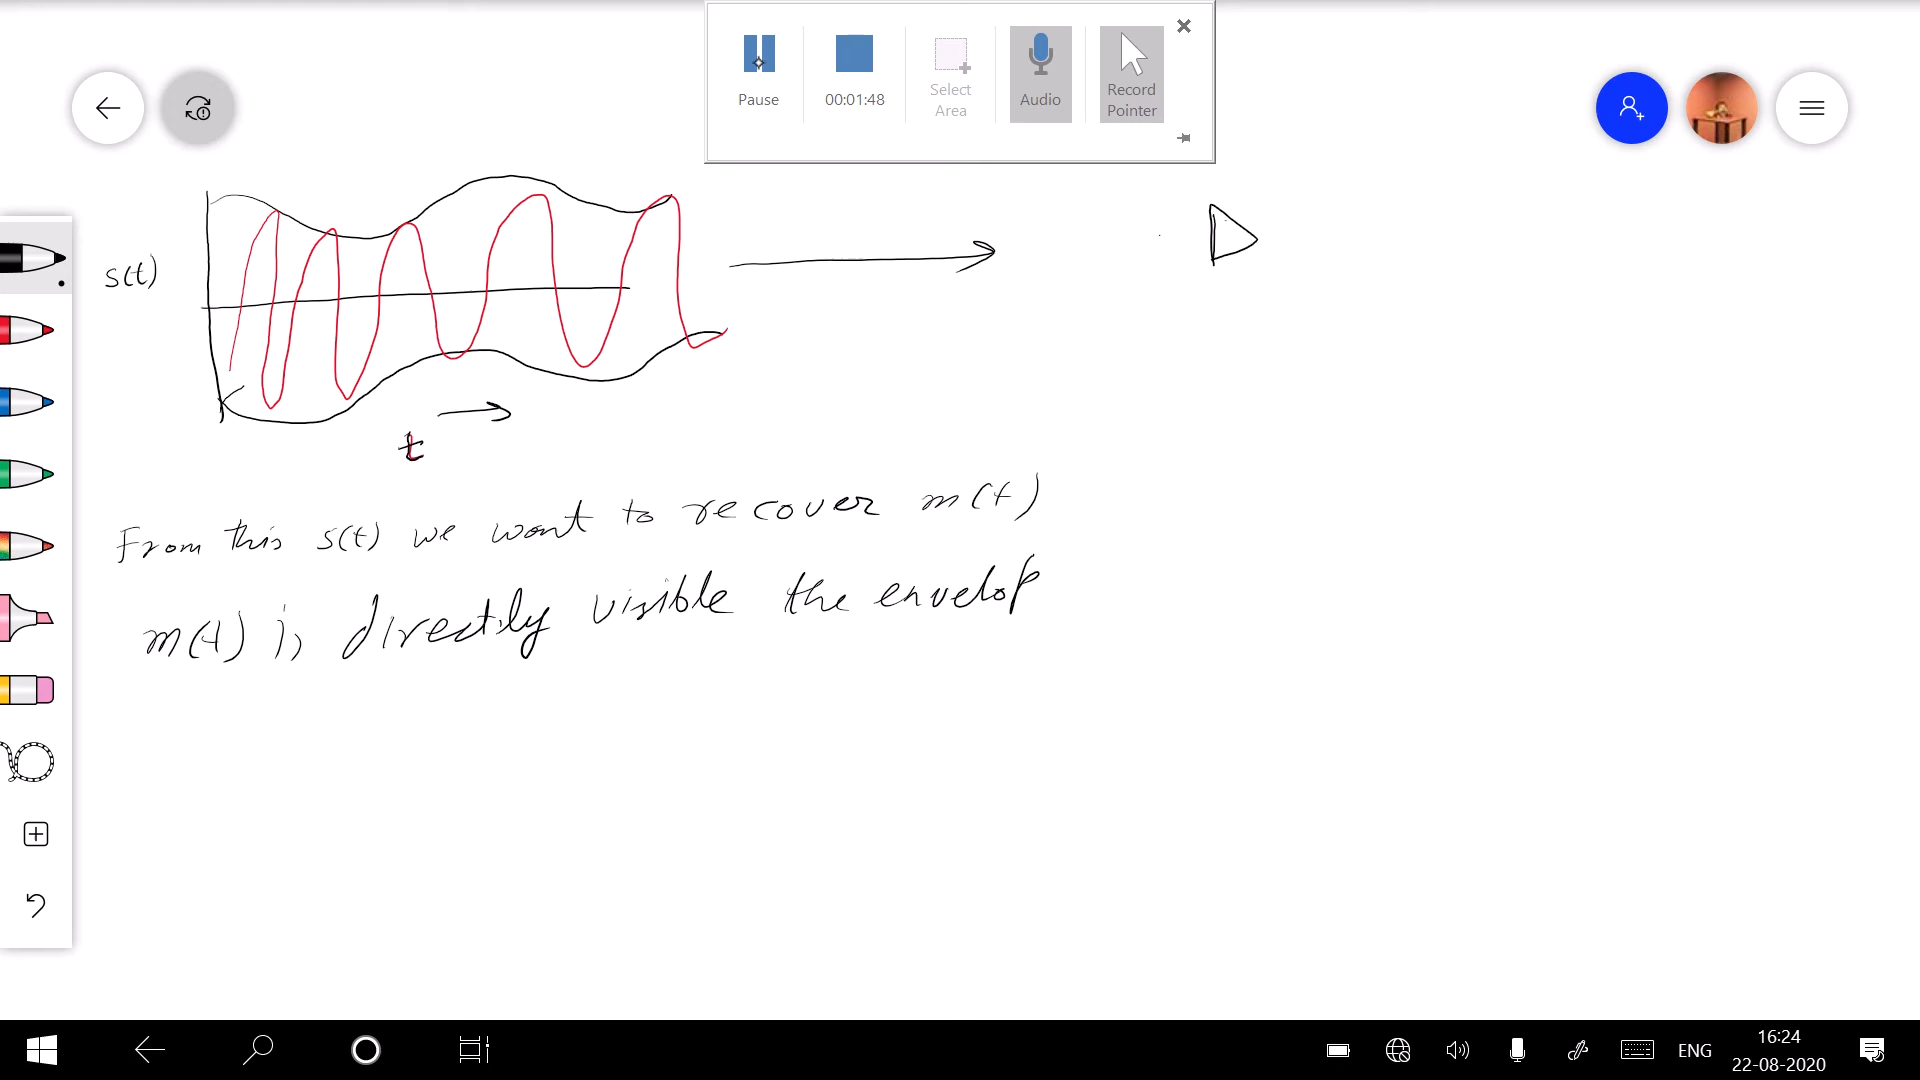 Pause
00:01:48
Select
Area
Audio
Record
Pointer
s(t)
t
From this s(t) we want to recover m(t)
m(t) is directily visible the envelop
ENG
16:24
22-08-2020